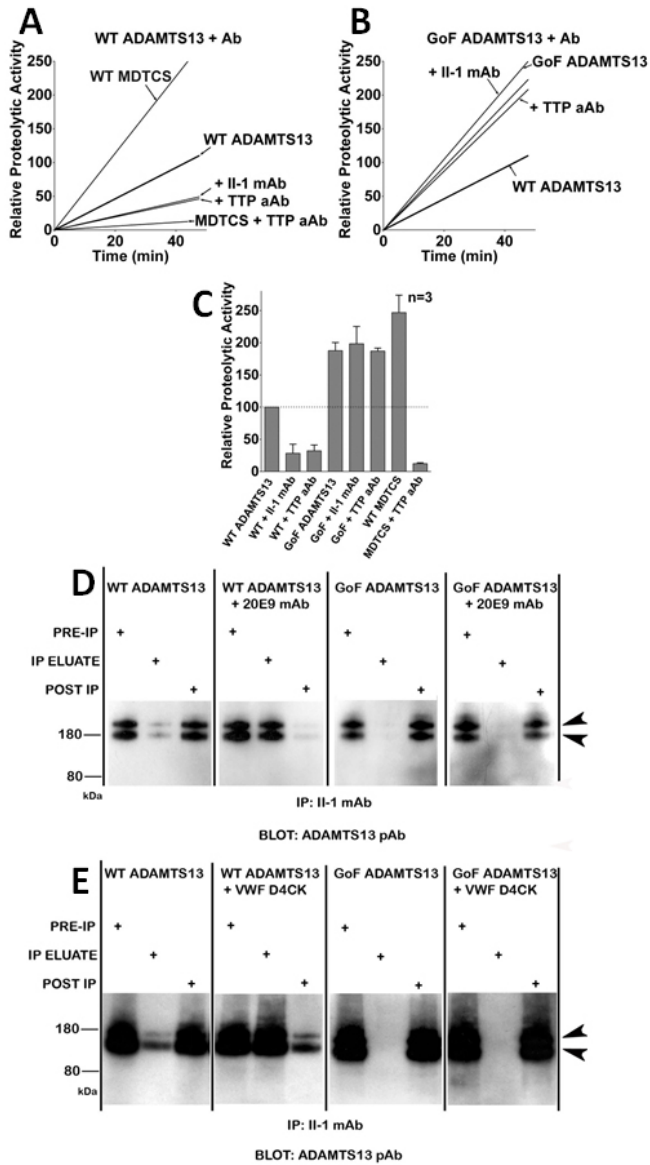 A
WT ADAMTS13 + Ab
Relative Proteolytic Activity
250
200
150
100
50
0
WT MDTCS
WT ADAMTS13
+ II-1 mAb
+ TTP aAb
MDTCS + TTP aAb
0 20 40
Time (min)
B
GoF ADAMTS13 + Ab
Relative Proteolytic Activity
250
200
150
100
50
0
+ II-1 mAb
GoF ADAMTS13
+ TTP aAb
WT ADAMTS13
0 20 40
Time (min)
C
n=3
Relative Proteolytic Activity
250
200
150
100
50
0
WT ADAMTS13
WT + II-1 mAb
WT + TTP aAb
GoF ADAMTS13
GoF + II-1 mAb
GoF + TTP aAb
WT MDTCS
MDTCS + TTP aAb
D
WT ADAMTS13
WT ADAMTS13
+ 20E9 mAb
GoF ADAMTS13
GoF ADAMTS13
+ 20E9 mAb
PRE-IP + + + +
IP ELUATE + + + +
POST IP + + + +
180
80
kDa
IP: II-1 mAb
BLOT: ADAMTS13 pAb
E
WT ADAMTS13
WT ADAMTS13
+ VWF D4CK
GoF ADAMTS13
GoF ADAMTS13
+ VWF D4CK
PRE-IP + + + +
IP ELUATE + + + +
POST IP + + + +
180
80
kDa
IP: II-1 mAb
BLOT: ADAMTS13 pAb